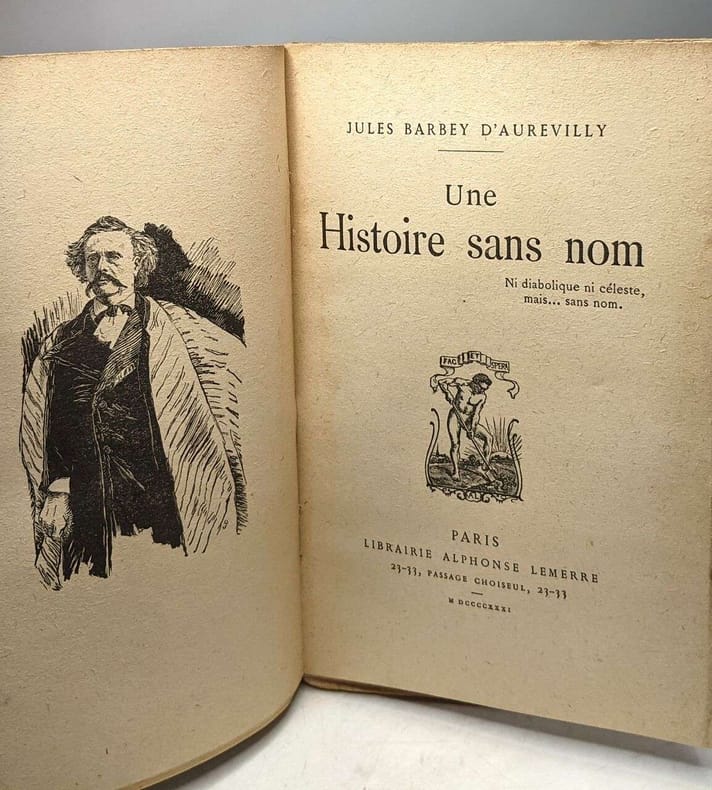 JULES BARBEY D'AUREVILLY
Une
Histoire sans nom
Ni diabolique ni céleste,
mais... sans nom.
FAC ET SPERA
AL
PARIS
LIBRAIRIE ALPHONSE LEMERRE
23-33, PASSAGE CHOISEUL, 23-33
M DCCCCXXXI